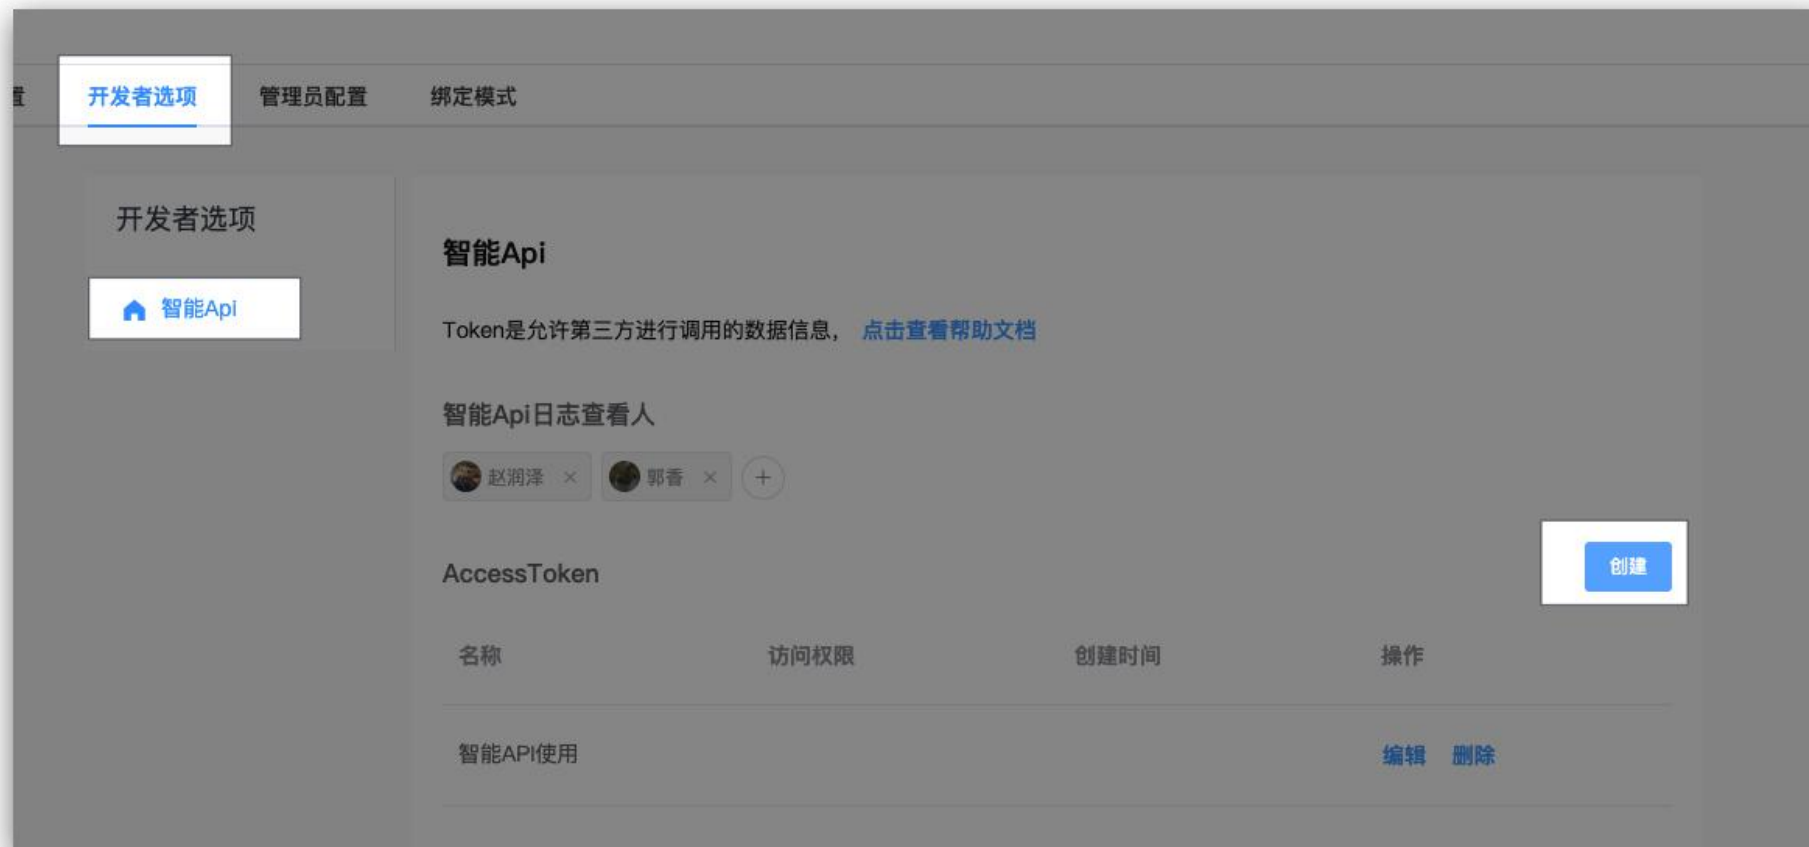 置 开发者选项 管理员配置 绑定模式
开发者选项
智能Api
智能Api
Token是允许第三方进行调用的数据信息， 点击查看帮助文档
智能Api日志查看人
赵润泽 × 郭香 × +
AccessToken 创建
名称 访问权限 创建时间 操作
智能API使用 编辑 删除